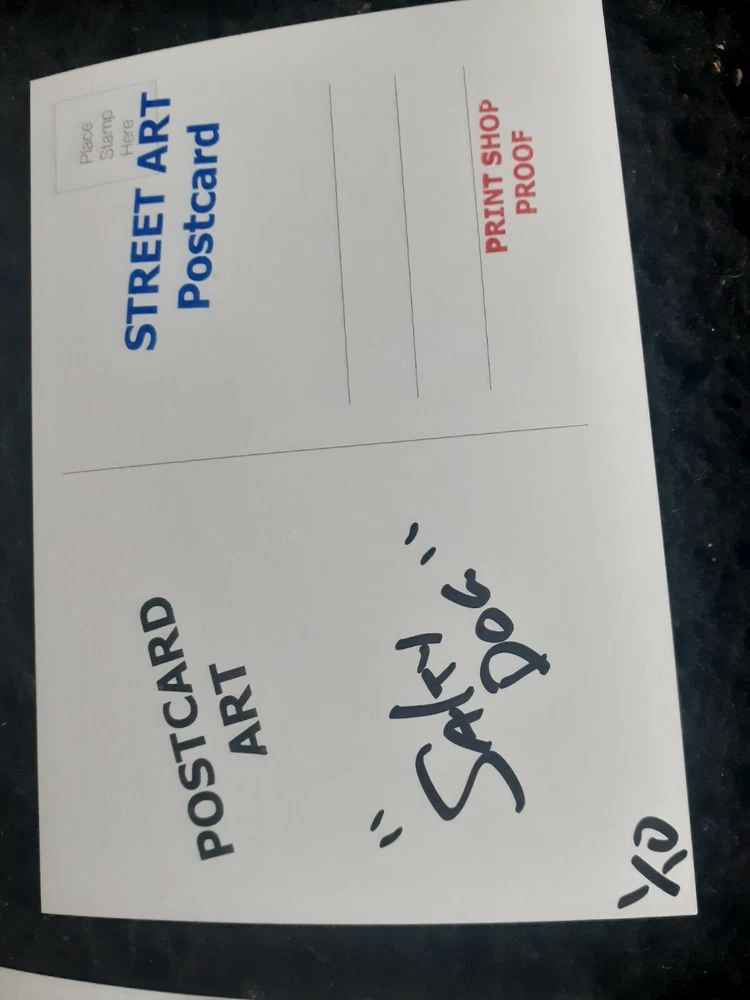 POSTCARD
ART
"SALTY
DOG"
Place
Stamp
Here
STREET ART
Postcard
PRINT SHOP
PROOF